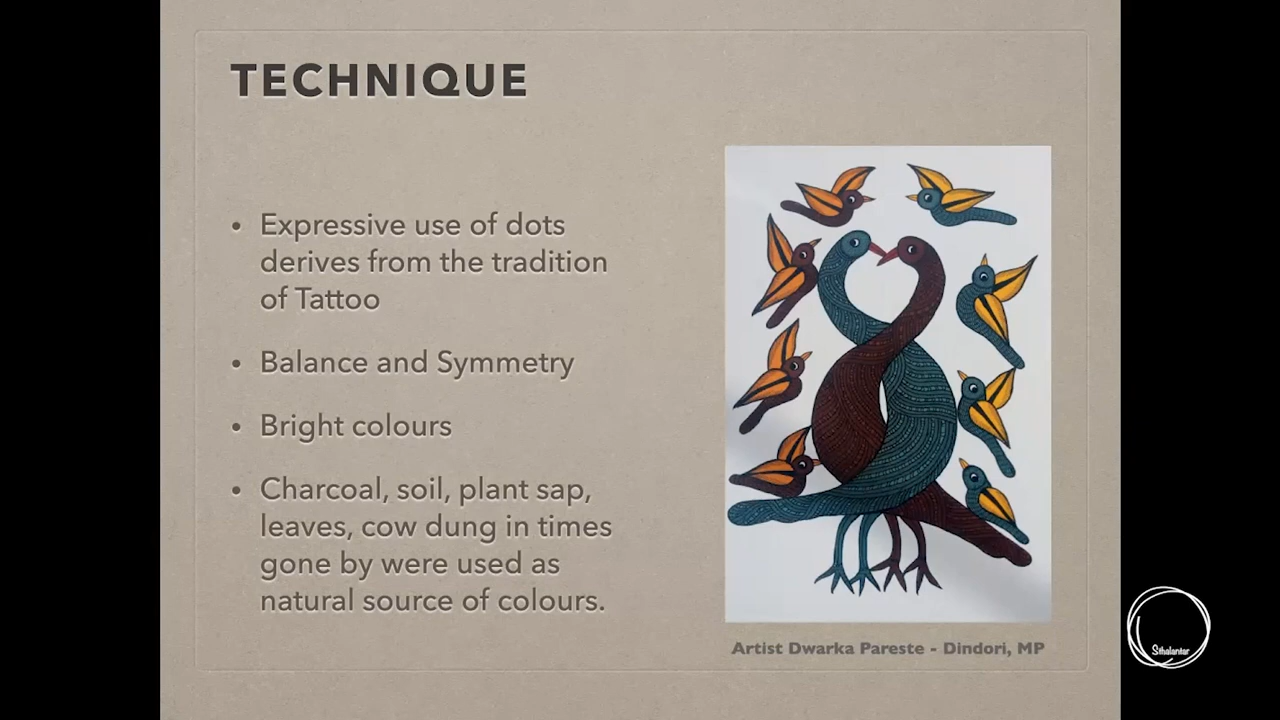 TECHNIQUE
• Expressive use of dots
derives from the tradition
of Tattoo
• Balance and Symmetry
• Bright colours
• Charcoal, soil, plant sap,
leaves, cow dung in times
gone by were used as
natural source of colours.
Artist Dwarka Pareste - Dindori, MP
Sthalantar